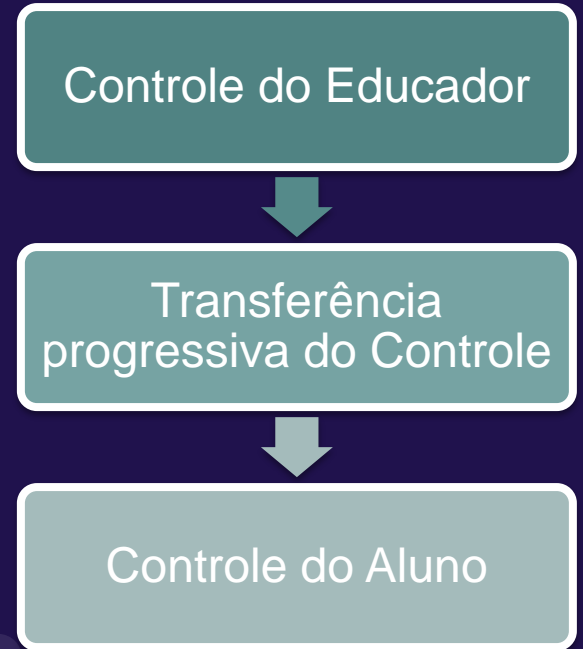 Controle do Educador
Transferência
progressiva do Controle
Controle do Aluno